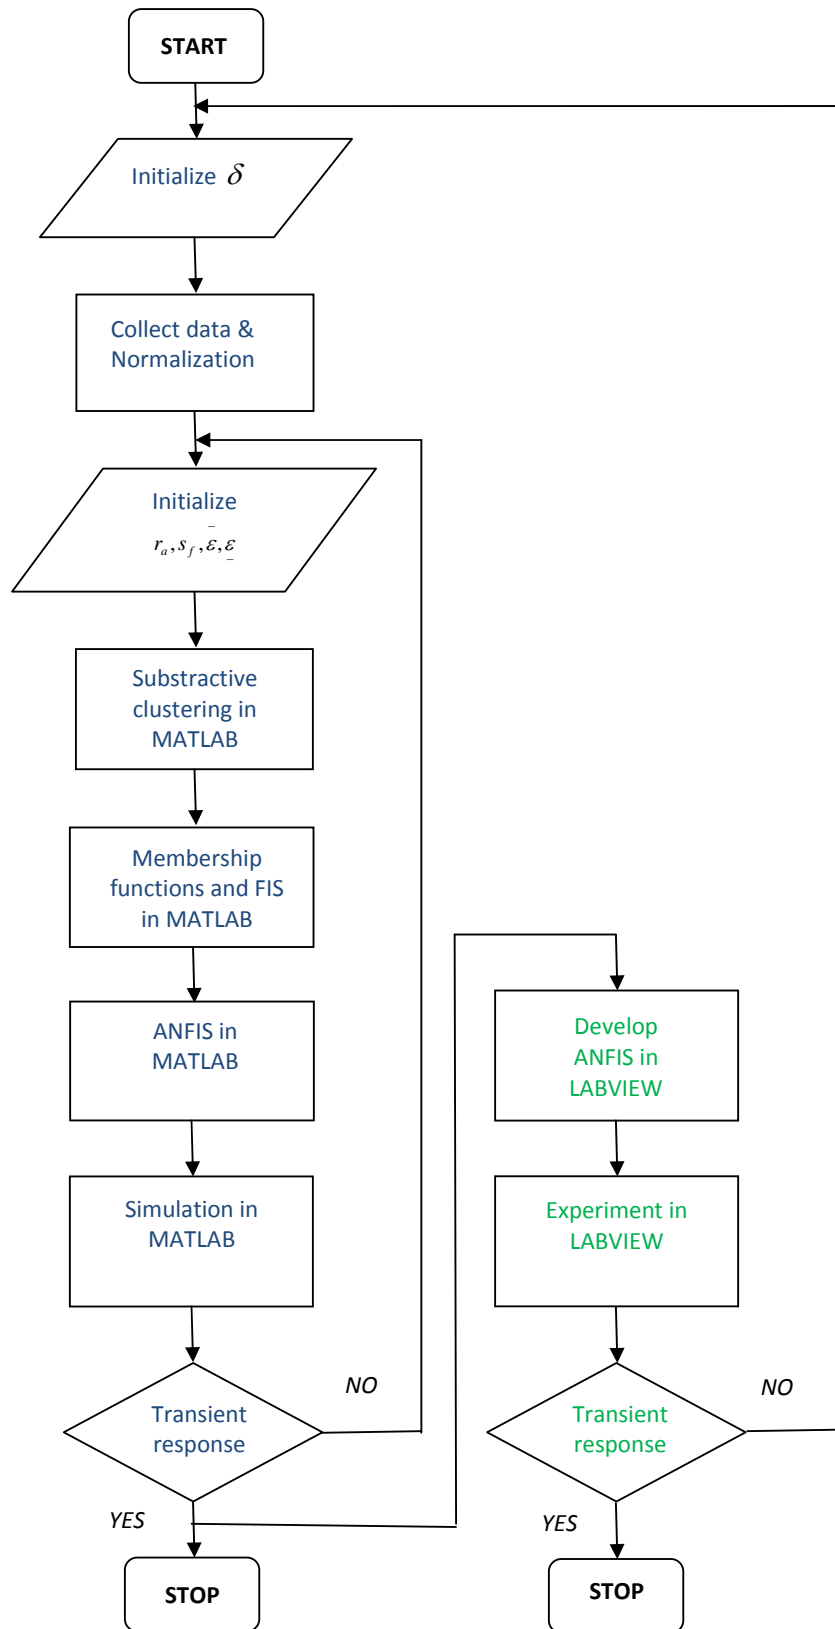 START
Initialize δ
Collect data &
Normalization
Initialize
r_a, s_f, ε̄, ε̲
Substractive
clustering in
MATLAB
Membership
functions and FIS
in MATLAB
ANFIS in
MATLAB
Simulation in
MATLAB
Transient
response
NO
YES
STOP
Develop
ANFIS in
LABVIEW
Experiment in
LABVIEW
Transient
response
NO
YES
STOP